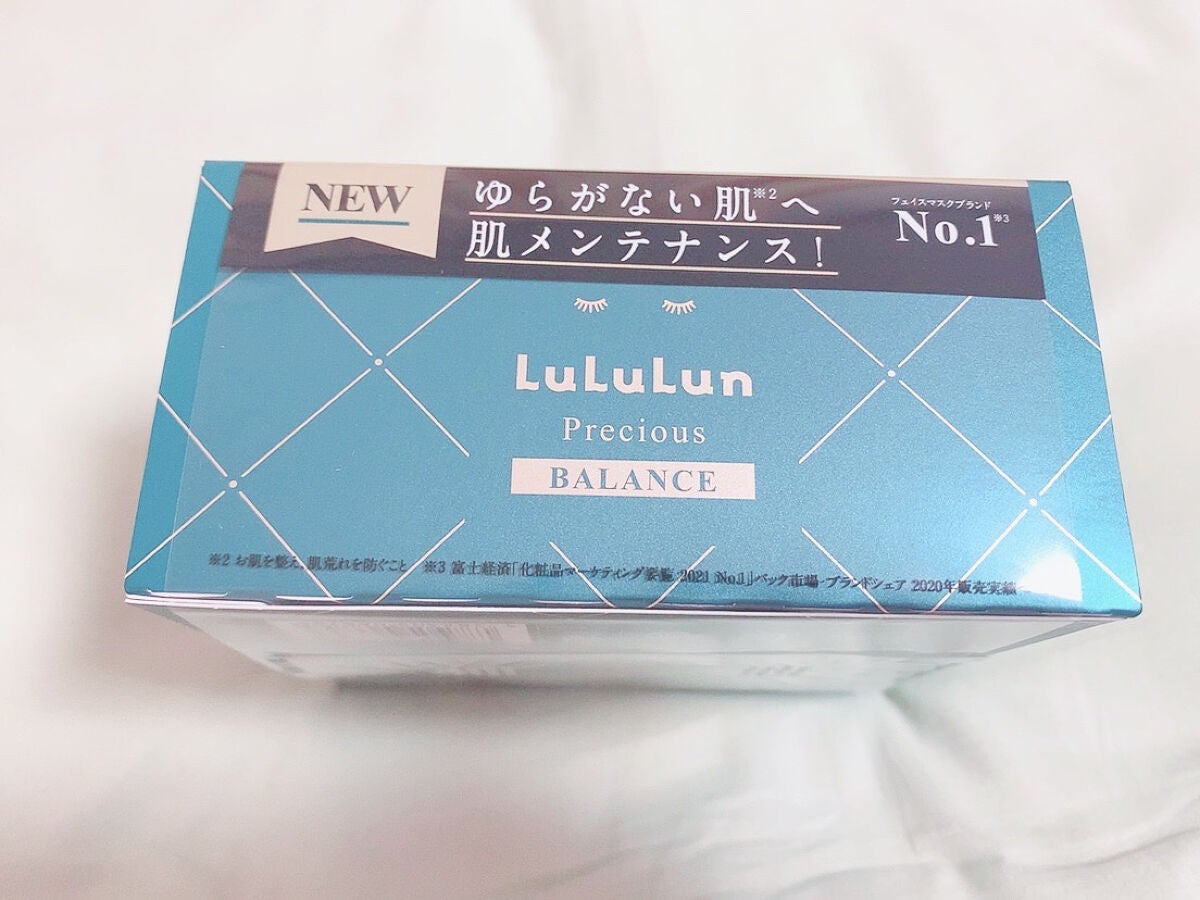 NEW
ゆらがない肌※2へ
肌メンテナンス!
フェイスマスクブランド
No.1※3
LuLuLun
Precious
BALANCE
※2 お肌を整え、肌荒れを防ぐこと ※3 富士経済「化粧品マーケティング要覧 2021 No.1」パック市場・ブランドシェア 2020年販売実績